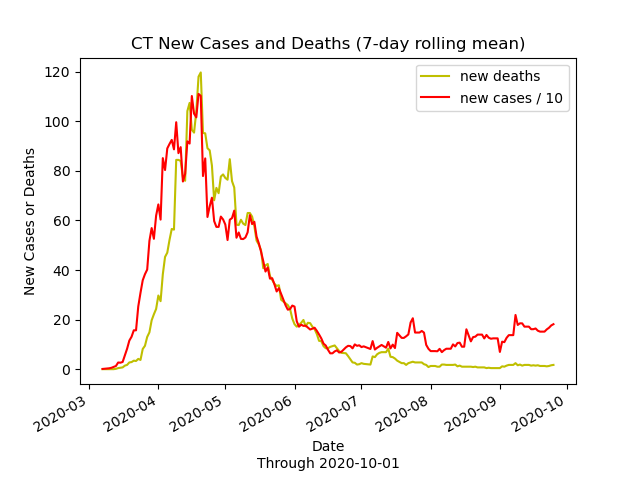 CT New Cases and Deaths (7-day rolling mean)
new deaths
new cases / 10
New Cases or Deaths
120
100
80
60
40
20
0
2020-03
2020-04
2020-05
2020-06
2020-07
2020-08
2020-09
2020-10
Date
Through 2020-10-01